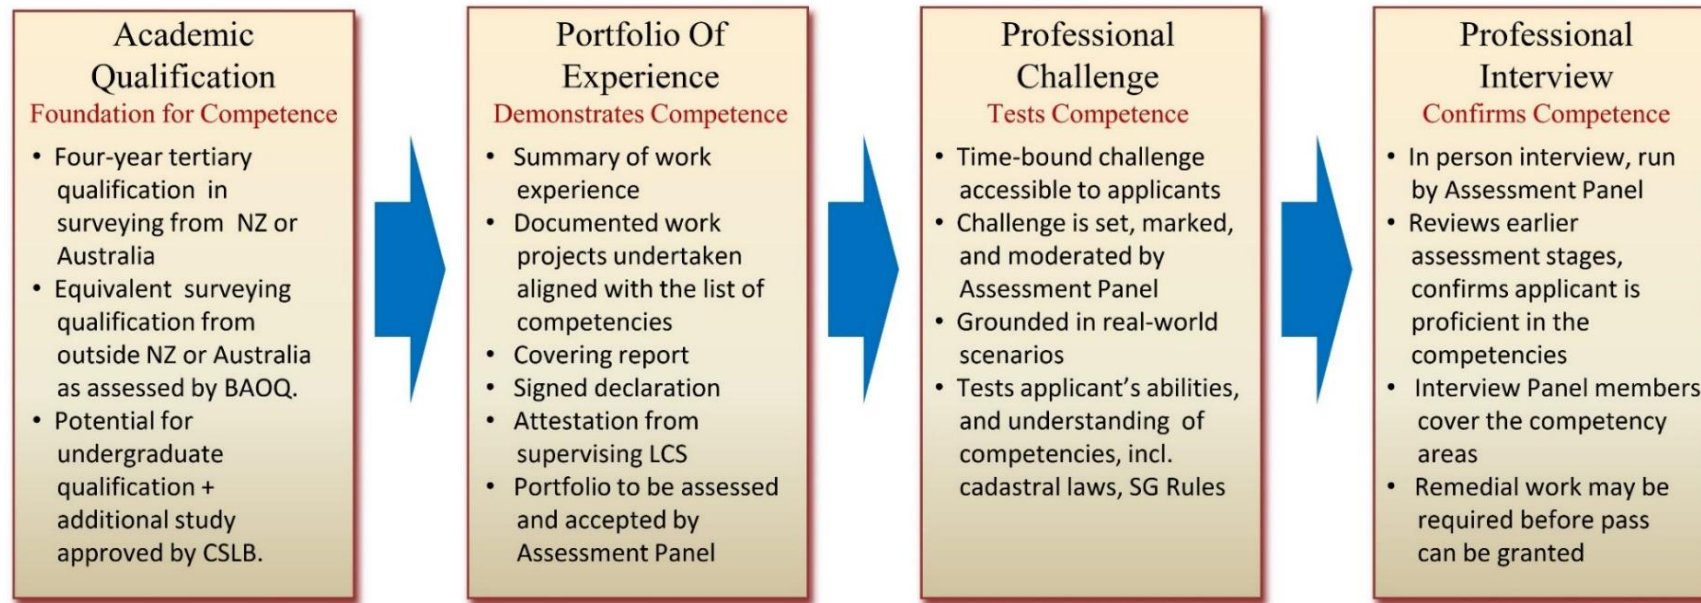 Academic
Qualification
Foundation for Competence
• Four-year tertiary
qualification in
surveying from NZ or
Australia
• Equivalent surveying
qualification from
outside NZ or Australia
as assessed by BAOQ.
• Potential for
undergraduate
qualification +
additional study
approved by CSLB.
Portfolio Of
Experience
Demonstrates Competence
• Summary of work
experience
• Documented work
projects undertaken
aligned with the list of
competencies
• Covering report
• Signed declaration
• Attestation from
supervising LCS
• Portfolio to be assessed
and accepted by
Assessment Panel
Professional
Challenge
Tests Competence
• Time-bound challenge
accessible to applicants
• Challenge is set, marked,
and moderated by
Assessment Panel
• Grounded in real-world
scenarios
• Tests applicant’s abilities,
and understanding of
competencies, incl.
cadastral laws, SG Rules
Professional
Interview
Confirms Competence
• In person interview, run
by Assessment Panel
• Reviews earlier
assessment stages,
confirms applicant is
proficient in the
competencies
• Interview Panel members
cover the competency
areas
• Remedial work may be
required before pass
can be granted